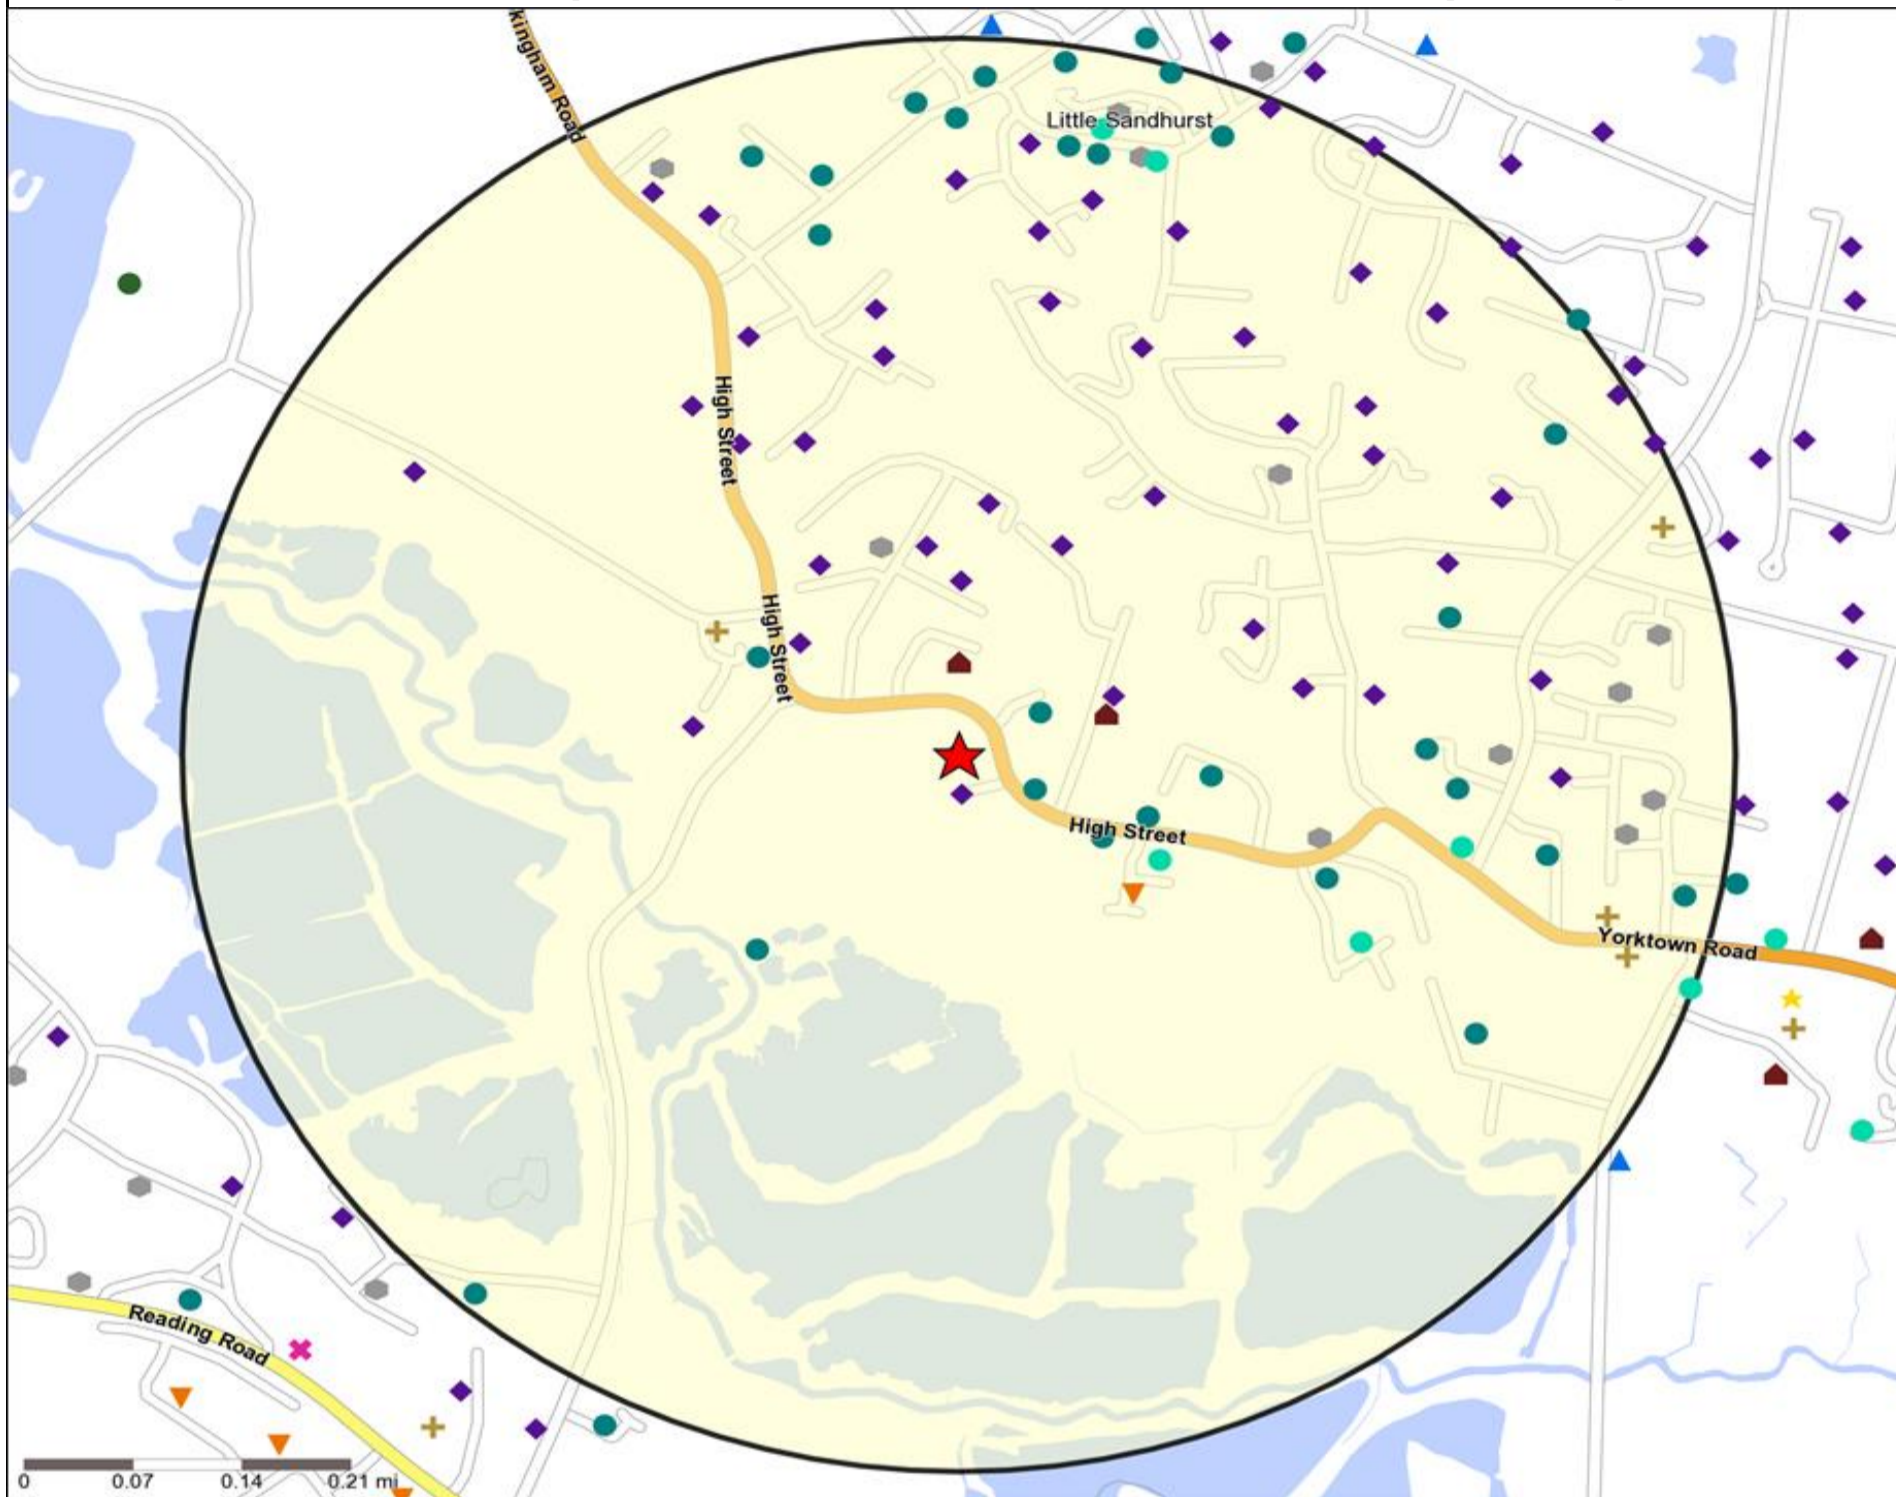 kingham Road
Little Sandhurst
High Street
High Street
High Street
Yorktown Road
Reading Road
0 0.07 0.14 0.21 mi